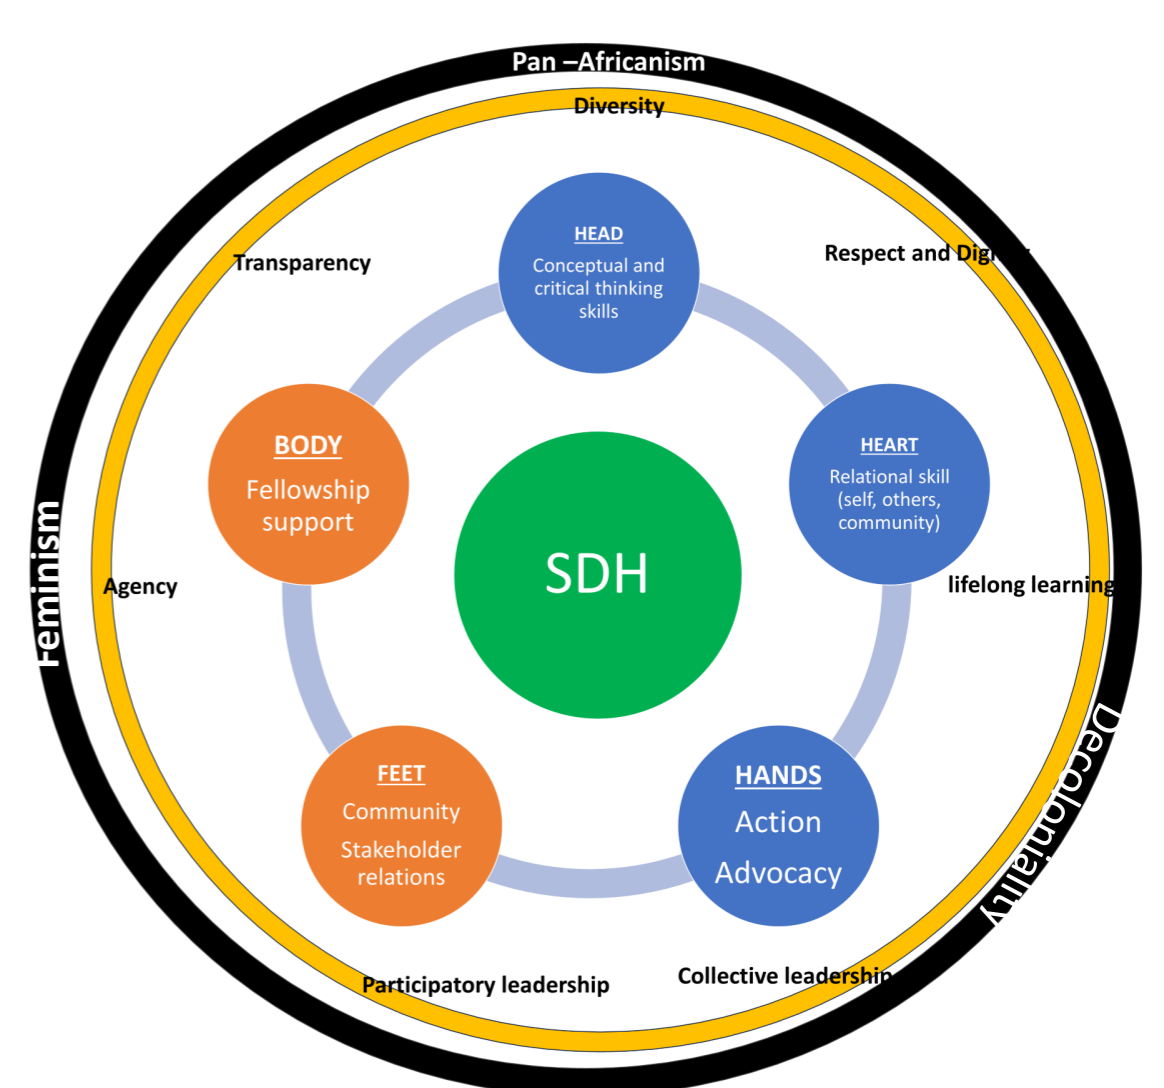 Pan –Africanism
Diversity
Transparency
Respect and
HEAD
Conceptual and
critical thinking
skills
BODY
Fellowship
support
HEART
Relational skill
(self, others,
community)
SDH
Feminism
Agency
lifelong learning
Decoloniality
FEET
Community
Stakeholder
relations
HANDS
Action
Advocacy
Participatory leadership
Collective leadership